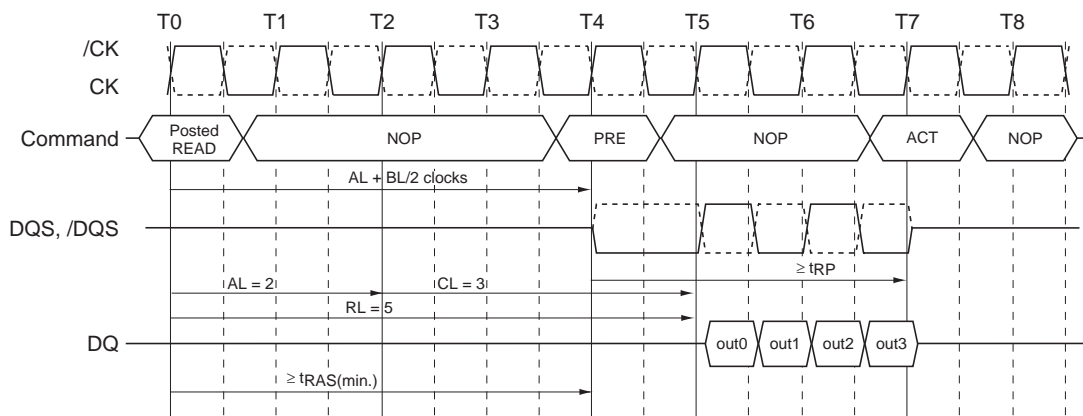 T0 T1 T2 T3 T4 T5 T6 T7 T8
/CK
CK
Command
Posted
READ
NOP PRE NOP ACT NOP
AL + BL/2 clocks
DQS, /DQS
≥ tRP
AL = 2 CL = 3
RL = 5
DQ
out0 out1 out2 out3
≥ tRAS(min.)